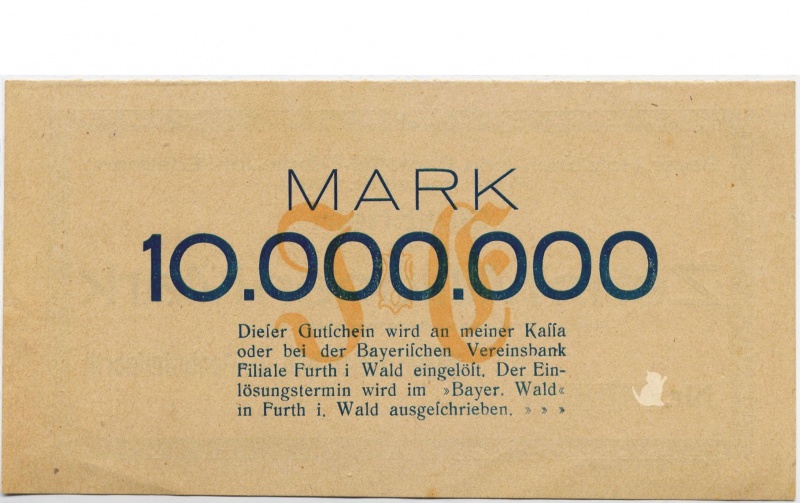 MARK
10.000.000
Dieſer Gutſchein wird an meiner Kaſſa
oder bei der Bayeriſchen Vereinsbank
Filiale Furth i Wald eingelöſt. Der Ein-
löſungstermin wird im »Bayer. Wald«
in Furth i. Wald ausgeſchrieben. » » »